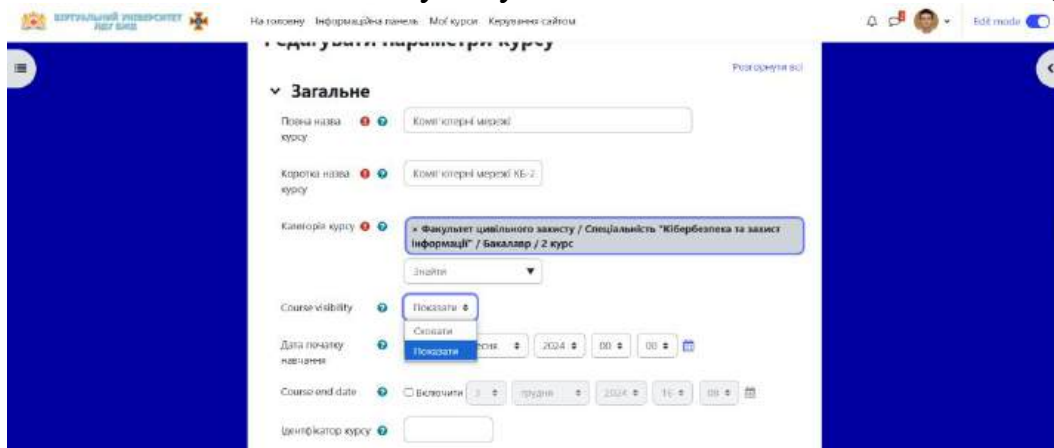 ВІРТУАЛЬНИЙ УНІВЕРСИТЕТ
ЛДУ БЖД
На головну Інформаційна панель Мої курси Керування сайтом
Edit mode
Редагувати параметри курсу
Розгорнути всі
Загальне
Повна назва курсу
Комп'ютерні мережі
Коротка назва курсу
Комп'ютерні мережі КБ-2
Категорія курсу
× Факультет цивільного захисту / Спеціальність "Кібербезпека та захист
інформації" / Бакалавр / 2 курс
Знайти ▼
Course visibility
Показати
Сховати
Показати
Дата початку навчання
2024 00 00
Course end date
Включити грудня 2024 16
Ідентифікатор курсу